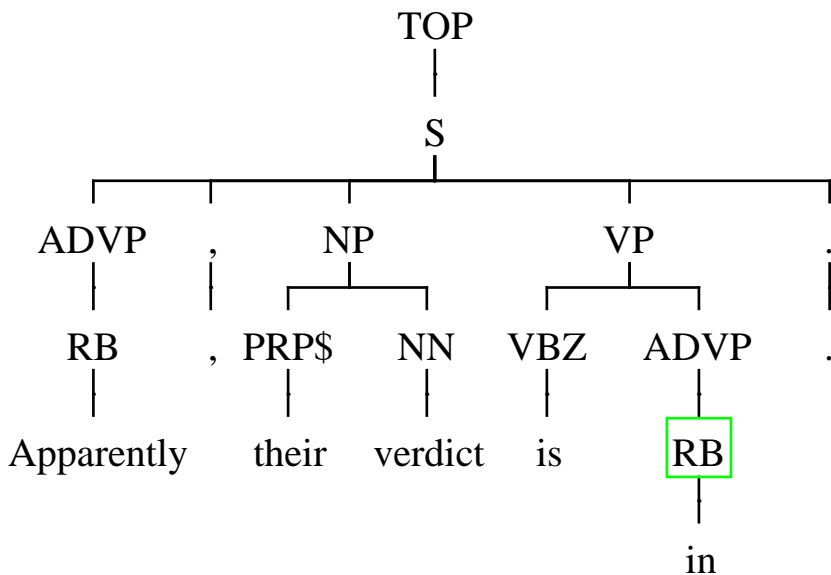 TOP
S
ADVP , NP VP .
RB , PRP$ NN VBZ ADVP .
Apparently their verdict is RB
in